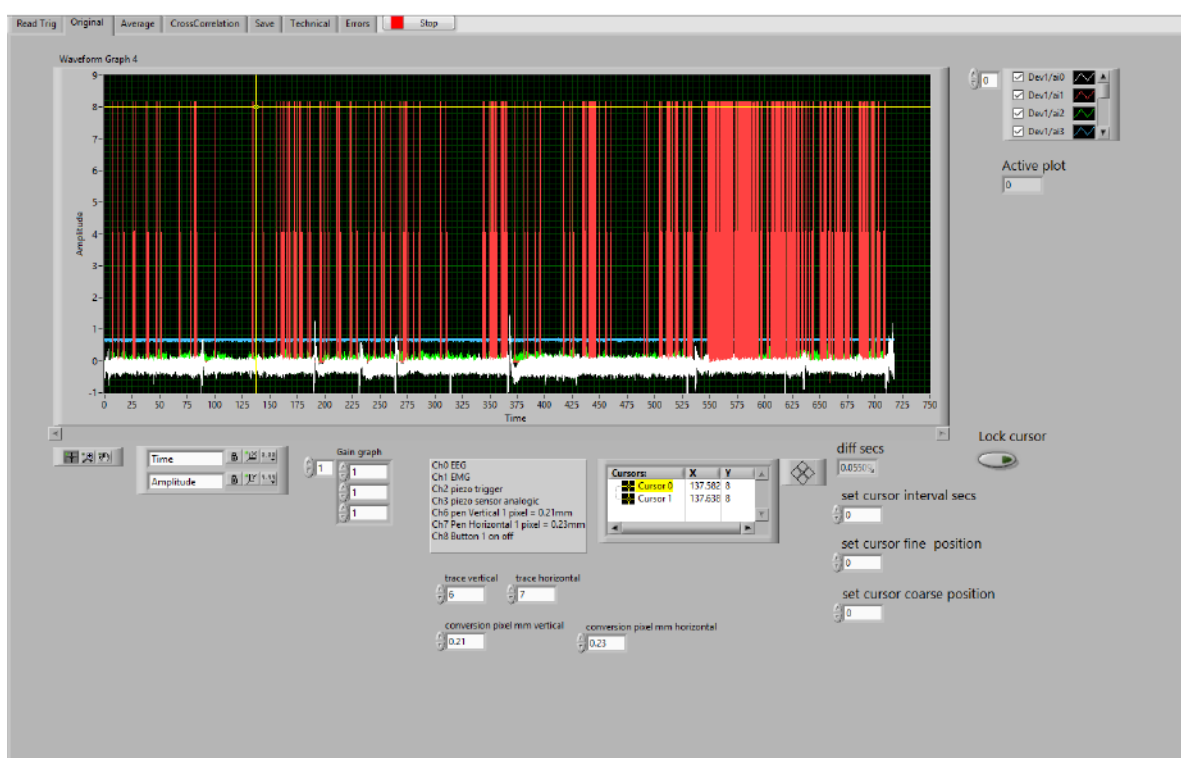 Read Trig Original Average CrossCorrelation Save Technical Errors Stop
Waveform Graph 4
9
8
7
6
5
4
3
2
1
0
-1
Amplitude
0 25 50 75 100 125 150 175 200 225 250 275 300 325 350 375 400 425 450 475 500 525 550 575 600 625 650 675 700 725 750
Time
0
Dev1/ai0
Dev1/ai1
Dev1/ai2
Dev1/ai3
Active plot
0
Lock cursor
Time
Amplitude
1
Gain graph
1
1
1
Ch0 EEG
Ch1 EMG
Ch2 piezo trigger
Ch3 piezo sensor analogic
Ch6 pen Vertical 1 pixel = 0.21mm
Ch7 Pen Horizontal 1 pixel = 0.23mm
Ch8 Button 1 on off
Cursors: X Y
Cursor 0 137.582 8
Cursor 1 137.638 8
diff secs
set cursor interval secs
0
set cursor fine position
0
set cursor coarse position
0
trace vertical trace horizontal
6 7
conversion pixel mm vertical conversion pixel mm horizontal
0.21 0.23